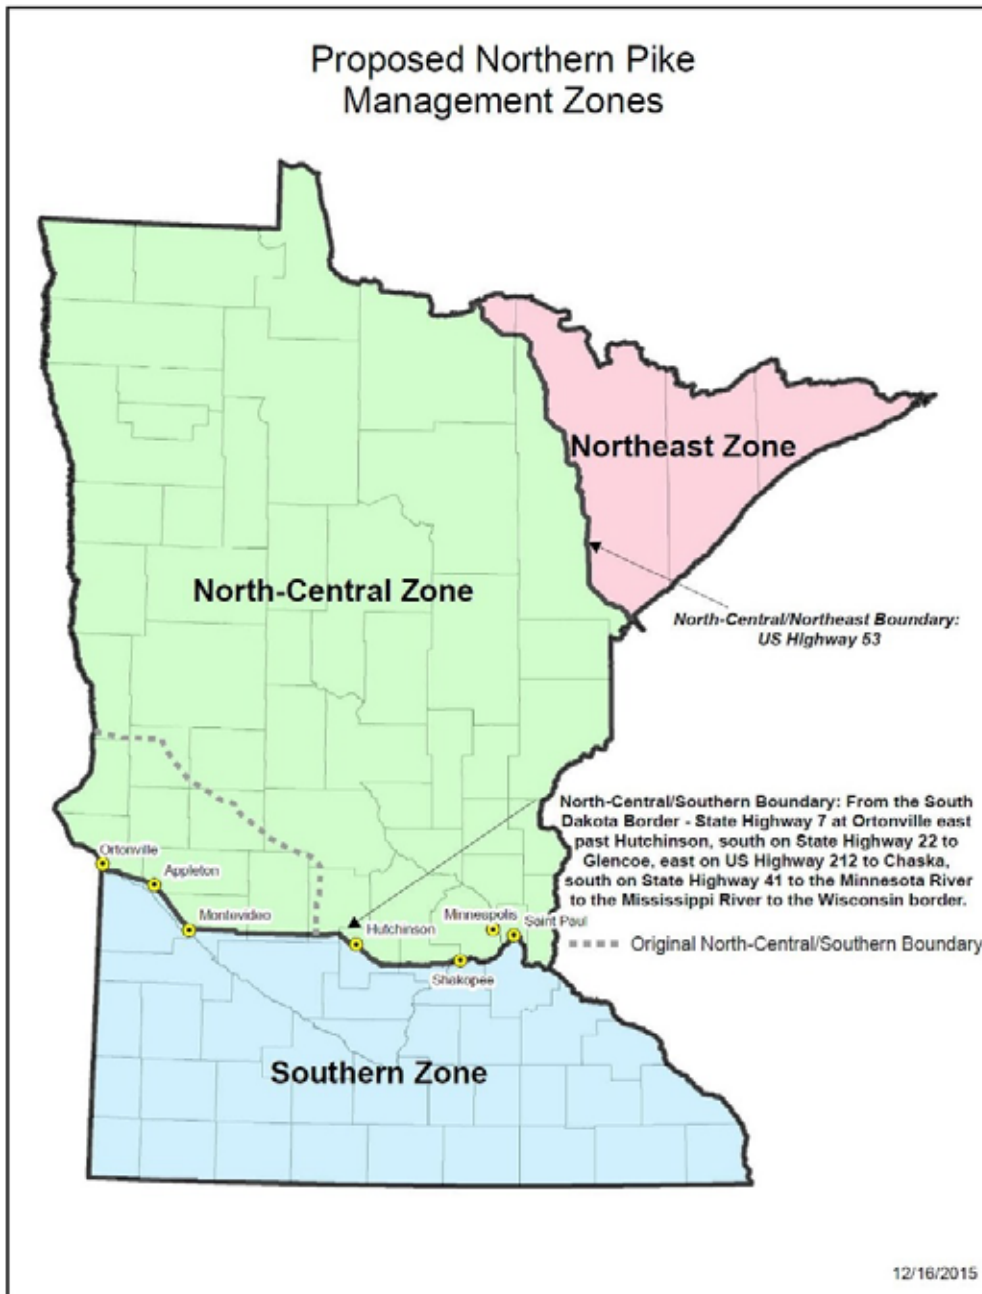 Proposed Northern Pike
Management Zones
Northeast Zone
North-Central Zone
North-Central/Northeast Boundary:
US Highway 53
North-Central/Southern Boundary: From the South
Dakota Border - State Highway 7 at Ortonville east
past Hutchinson, south on State Highway 22 to
Glencoe, east on US Highway 212 to Chaska,
south on State Highway 41 to the Minnesota River
to the Mississippi River to the Wisconsin border.
Original North-Central/Southern Boundary
Ortonville
Appleton
Montevideo
Hutchinson
Minneapolis
Saint Paul
Shakopee
Southern Zone
12/16/2015